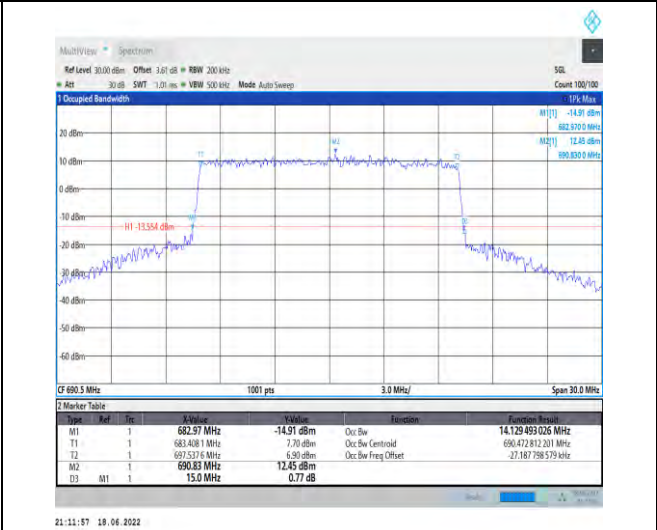 MultiView Spectrum
Ref Level 30.00 dBm Offset 3.61 dB RBW 200 kHz SGL
Att 30 dB SWT 1.01 ms VBW 500 kHz Mode Auto Sweep Count 100/100
1 Occupied Bandwidth 1Pk Max
M1[1] -14.91 dBm
682.9700 MHz
M2[1] 12.45 dBm
690.8300 MHz
20 dBm
M2
T1
10 dBm
0 dBm
-10 dBm
H1 -13.554 dBm
-20 dBm
-30 dBm
-40 dBm
-50 dBm
-60 dBm
CF 690.5 MHz 1001 pts 3.0 MHz/ Span 30.0 MHz
2 Marker Table
Type Ref Trc X-Value Y-Value Function Function Result
M1 1 682.97 MHz -14.91 dBm Occ Bw 14.129 493 026 MHz
T1 1 683.408 1 MHz 7.70 dBm Occ Bw Centroid 690.472 812 201 MHz
T2 1 697.537 6 MHz 6.90 dBm Occ Bw Freq Offset -27.187 798 579 kHz
M2 1 690.83 MHz 12.45 dBm
D3 M1 1 15.0 MHz 0.77 dB
21:11:57 18.06.2022